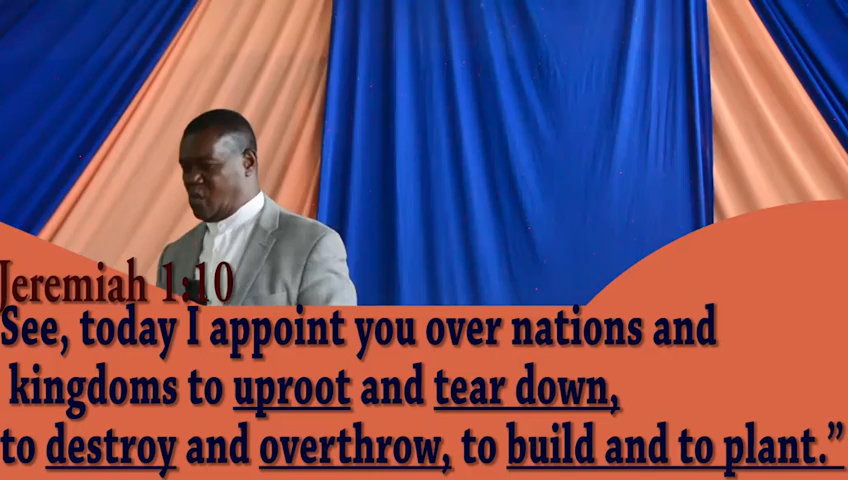 Jeremiah 1:10
See, today I appoint you over nations and
kingdoms to uproot and tear down,
to destroy and overthrow, to build and to plant.”